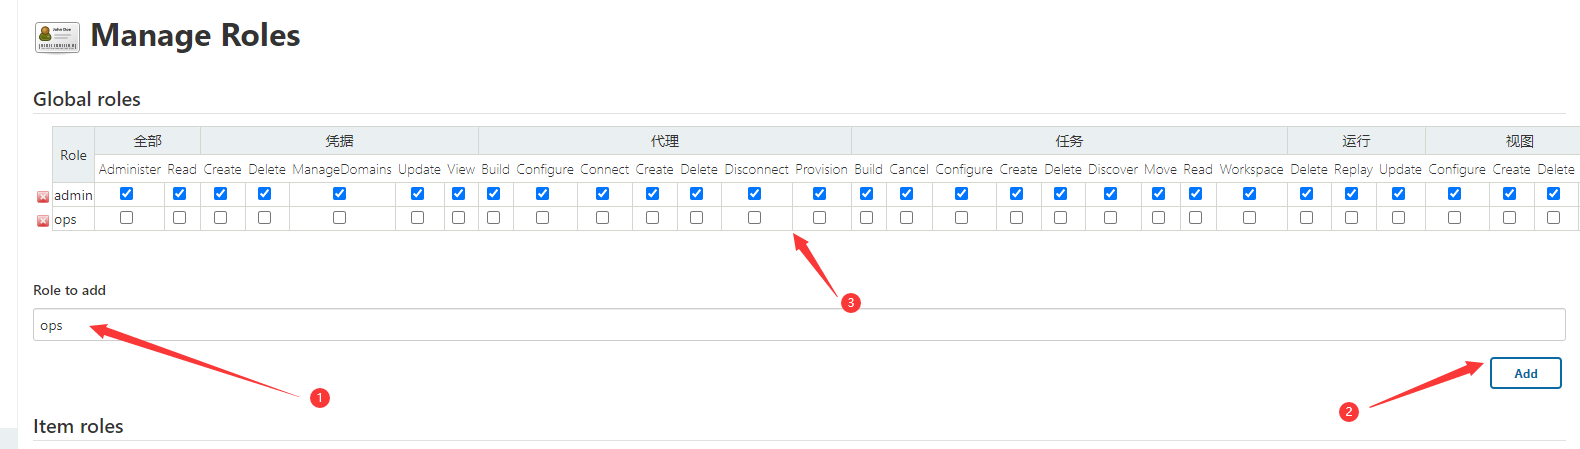 John Doe
Manage Roles
Global roles
Role 全部 凭据 代理 任务 运行 视图
Administer Read Create Delete ManageDomains Update View Build Configure Connect Create Delete Disconnect Provision Build Cancel Configure Create Delete Discover Move Read Workspace Delete Replay Update Configure Create Delete
admin
ops
3
Role to add
ops
1
Add
2
Item roles